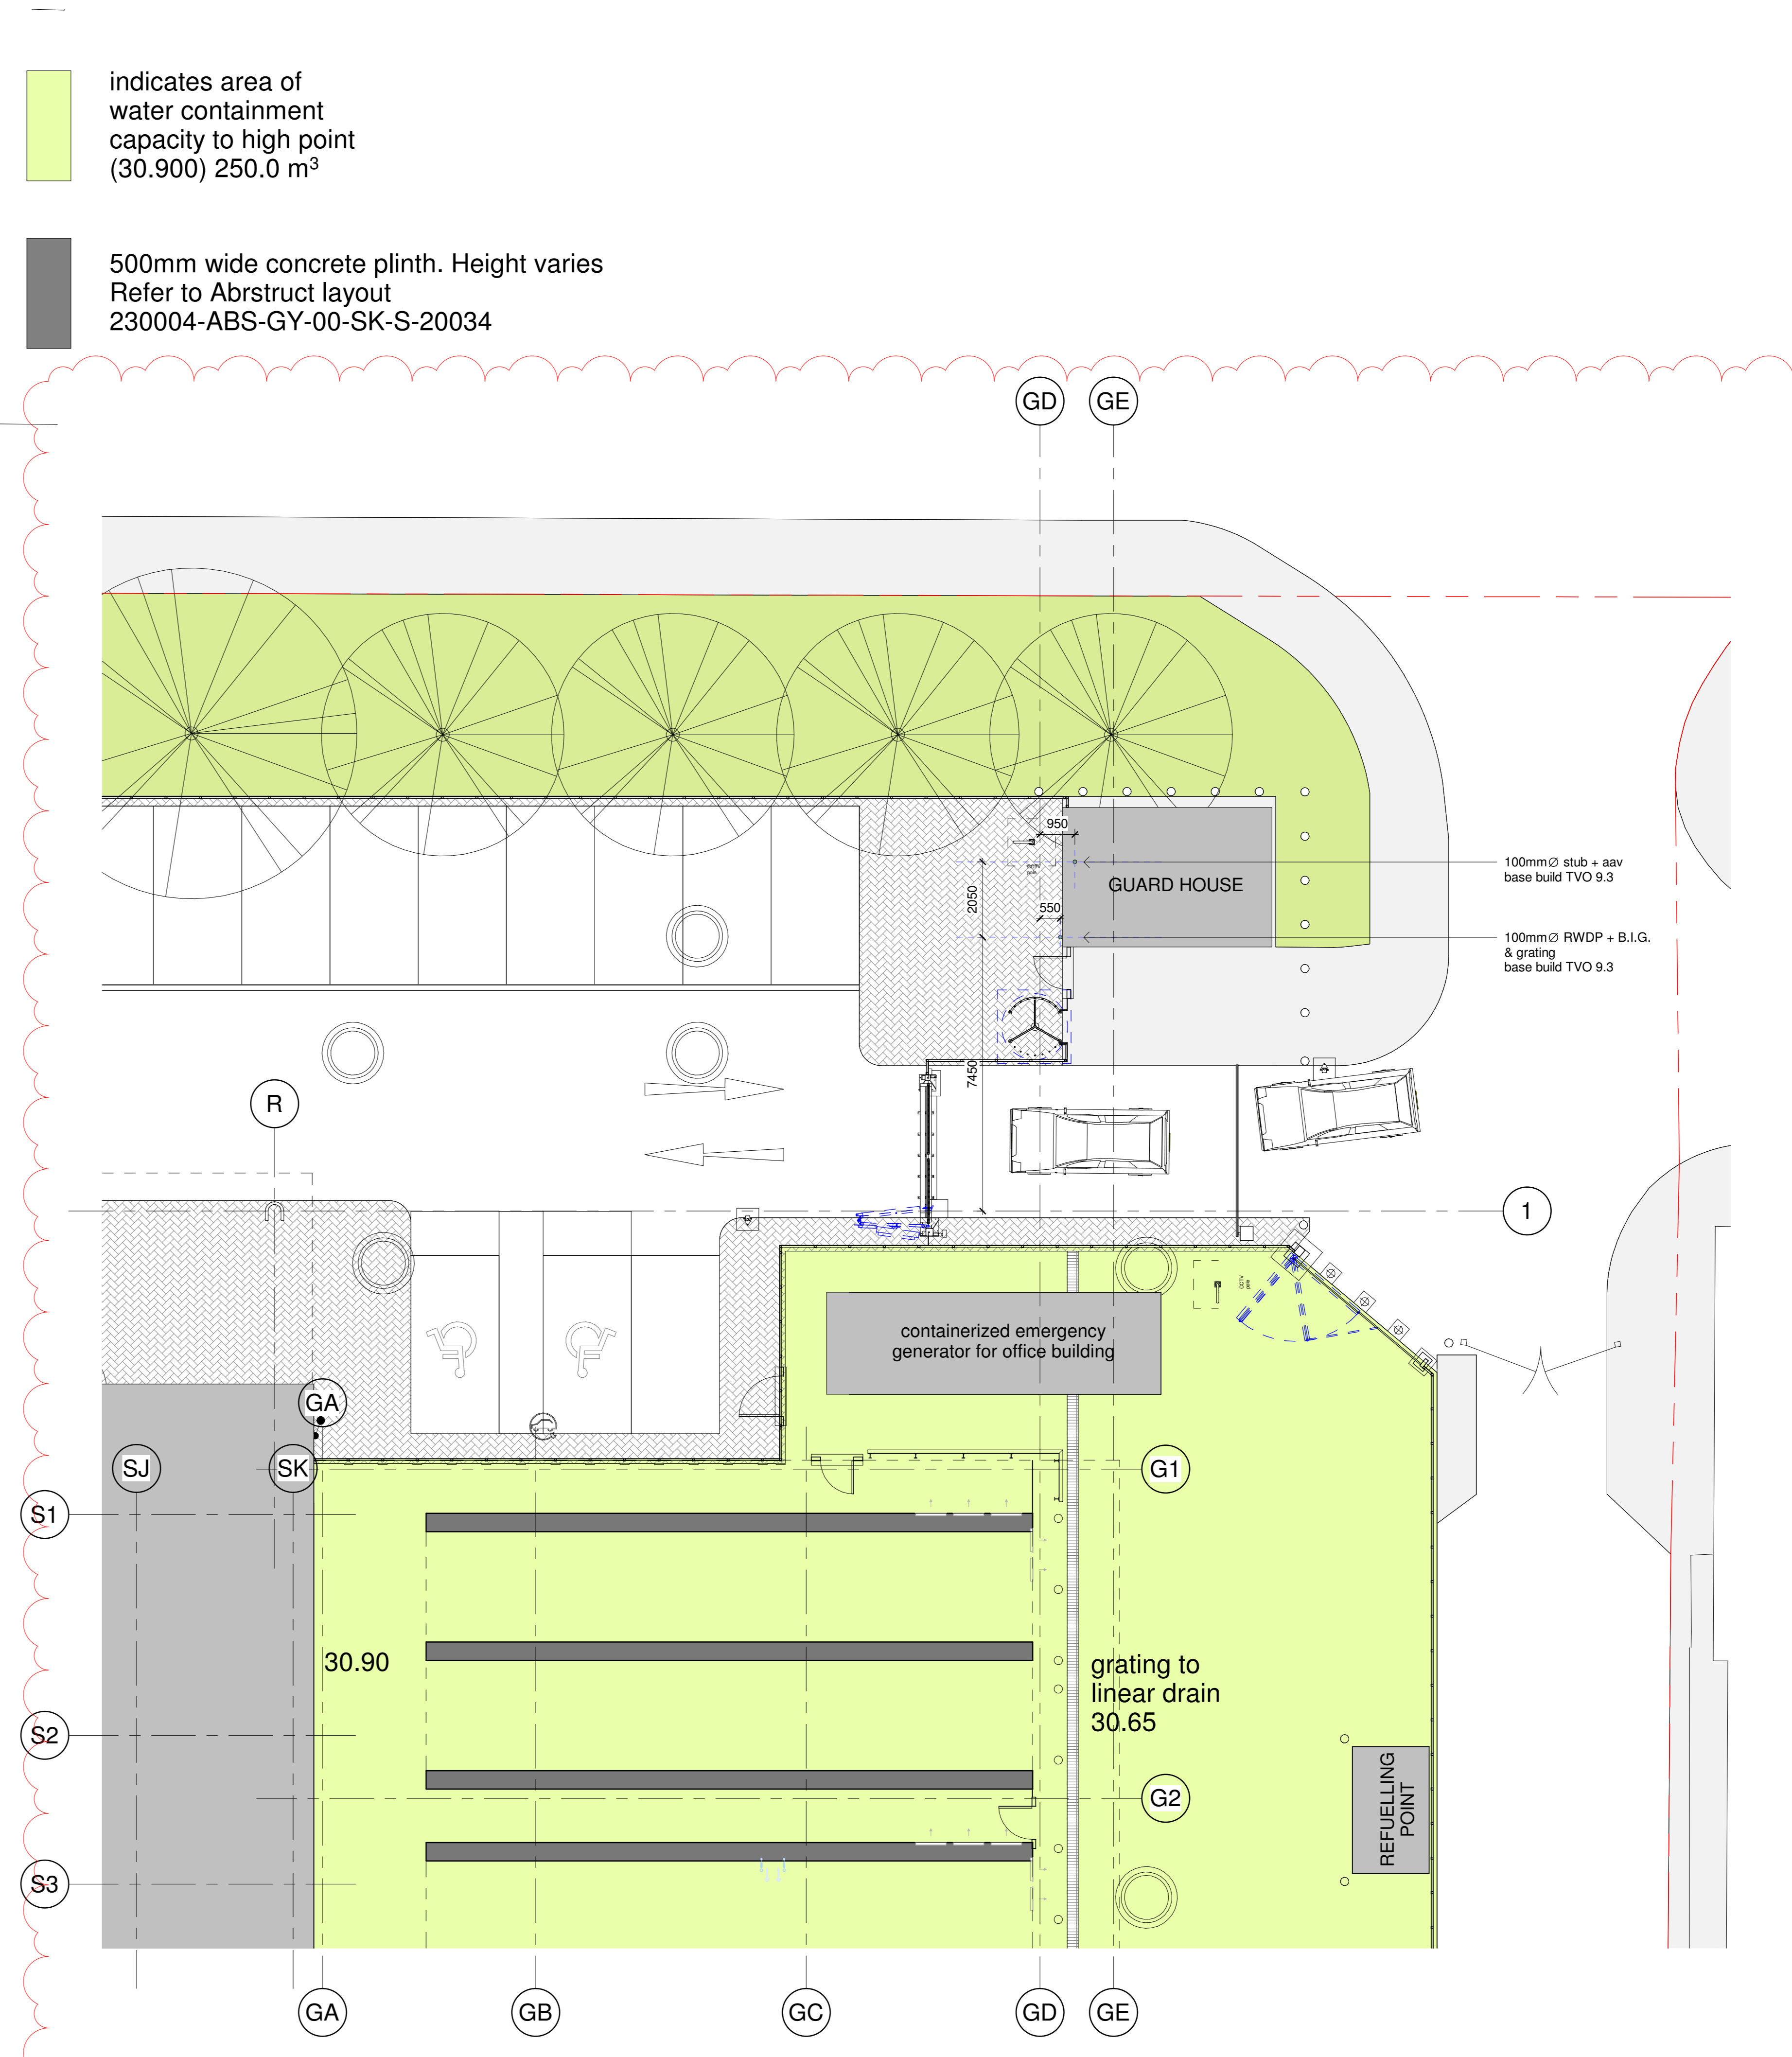 indicates area of
water containment
capacity to high point
(30.900) 250.0 m³
500mm wide concrete plinth. Height varies
Refer to Abrstruct layout
230004-ABS-GY-00-SK-S-20034
GD
GE
950
CCTV
pole
2050
GUARD HOUSE
100mm∅ stub + aav
base build TVO 9.3
550
100mm∅ RWDP + B.I.G.
& grating
base build TVO 9.3
7450
R
1
CCTV
pole
containerized emergency
generator for office building
GA
SJ
SK
G1
S1
30.90
grating to
linear drain
30.65
S2
G2
REFUELLING
POINT
S3
GA
GB
GC
GD
GE